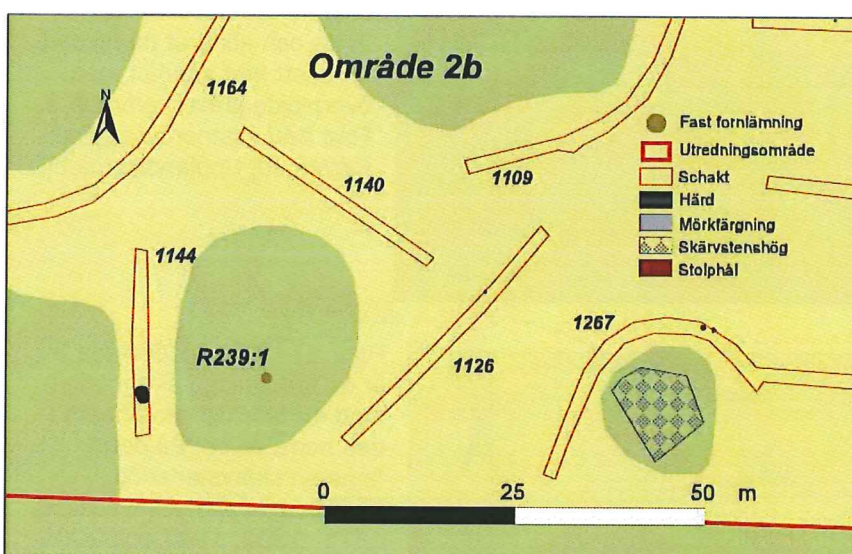 Område 2b
1164
N
1140
1109
Fast fornlämning
Utredningsområde
Schakt
Härd
Mörkfärgning
Skärvstenshög
Stolphål
1144
R239:1
1126
1267
0 25 50 m